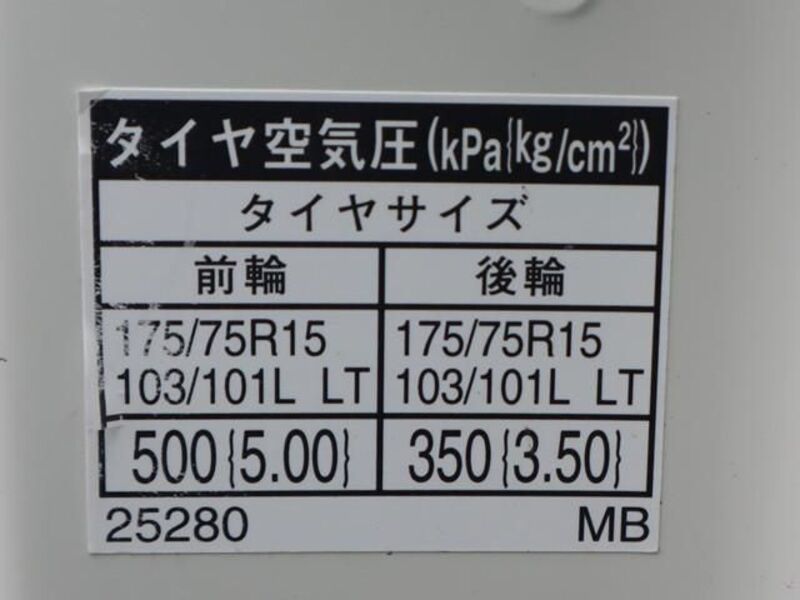 タイヤ空気圧(kPa{kg/cm²})
タイヤサイズ
前輪 後輪
175/75R15 175/75R15
103/101L LT 103/101L LT
500{5.00} 350{3.50}
25280 MB